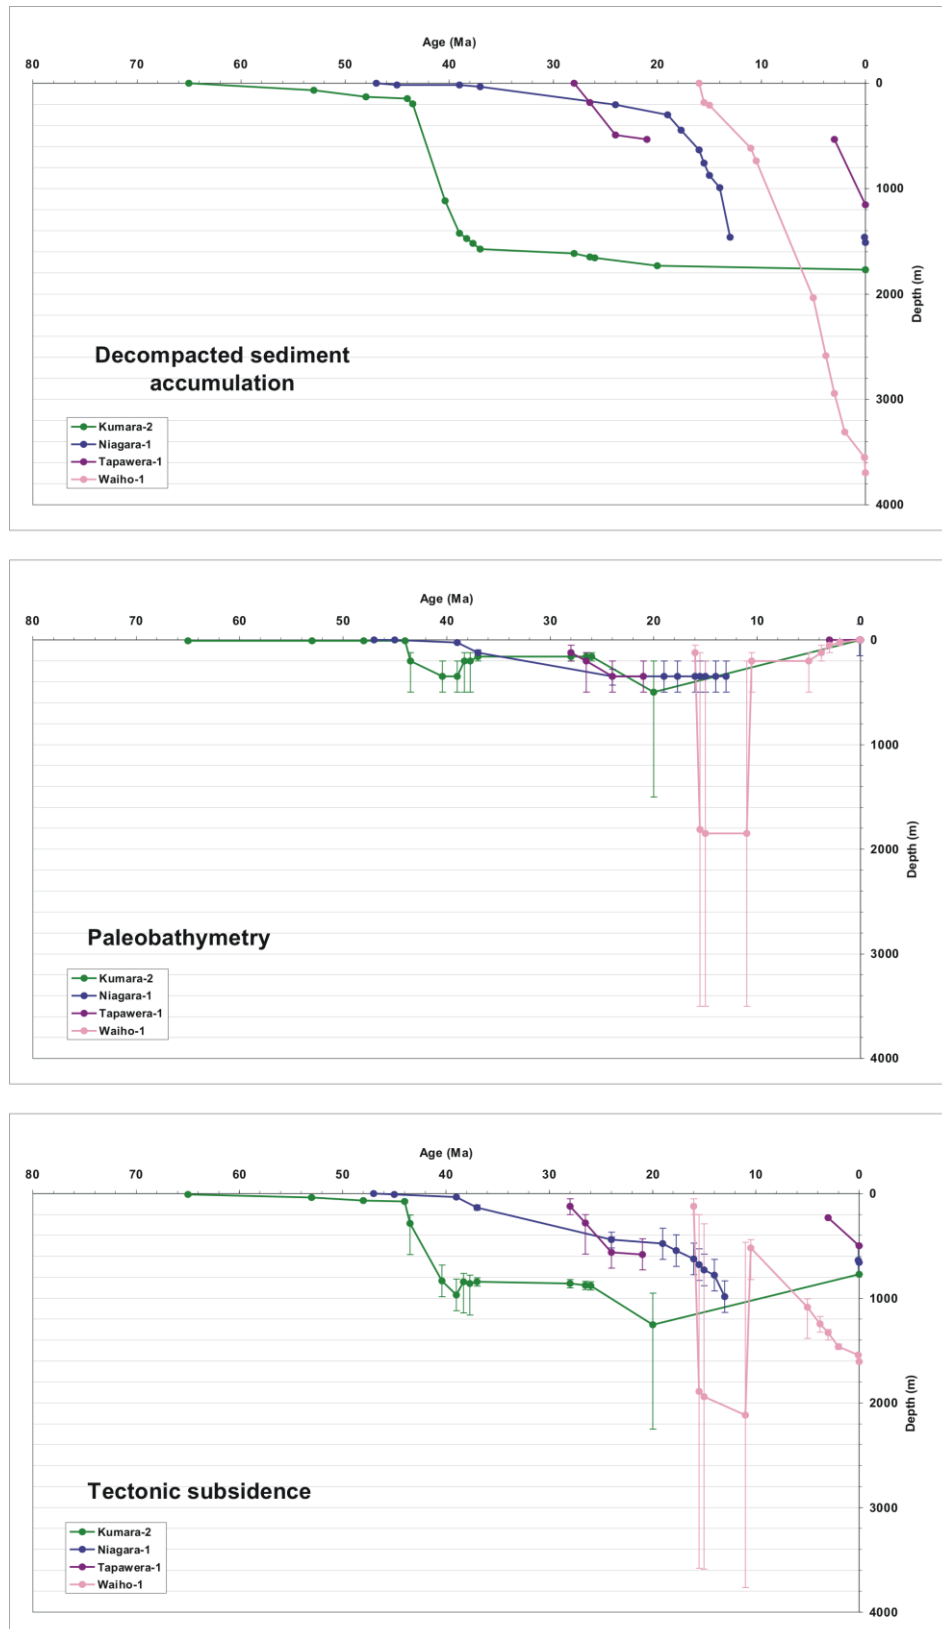 Age (Ma)
80 70 60 50 40 30 20 10 0
0
1000
2000
3000
4000
Depth (m)
Decompacted sediment
accumulation
Kumara-2
Niagara-1
Tapawera-1
Waiho-1
Age (Ma)
80 70 60 50 40 30 20 10 0
0
1000
2000
3000
4000
Depth (m)
Paleobathymetry
Kumara-2
Niagara-1
Tapawera-1
Waiho-1
Age (Ma)
80 70 60 50 40 30 20 10 0
0
1000
2000
3000
4000
Depth (m)
Tectonic subsidence
Kumara-2
Niagara-1
Tapawera-1
Waiho-1